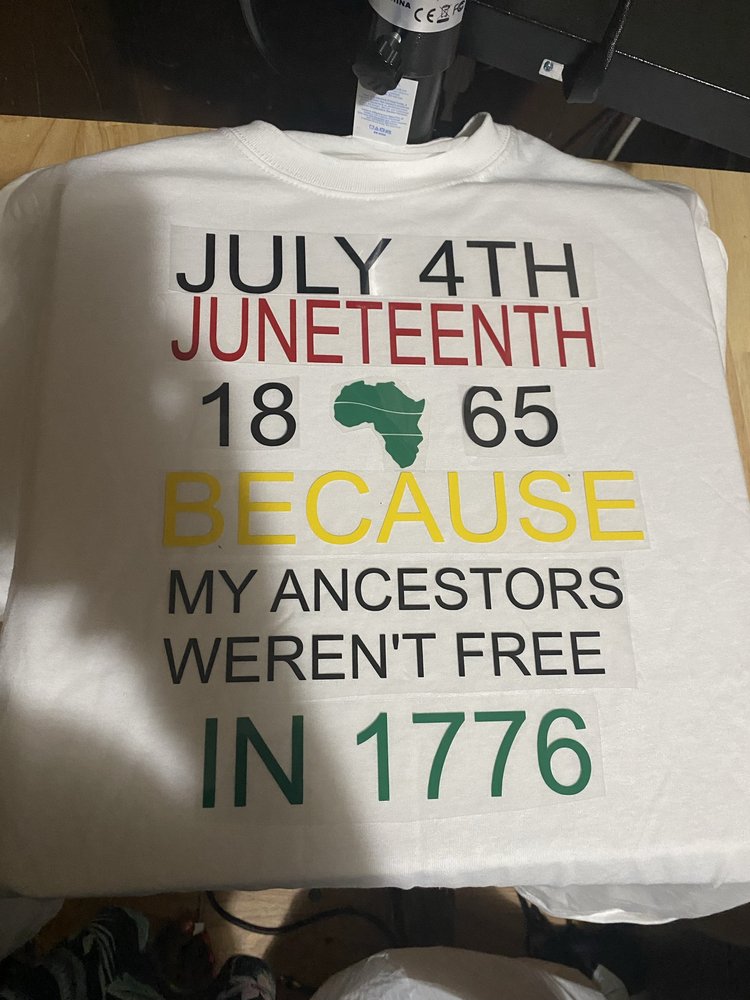 JULY 4TH
JUNETEENTH
18 65
BECAUSE
MY ANCESTORS
WEREN'T FREE
IN 1776